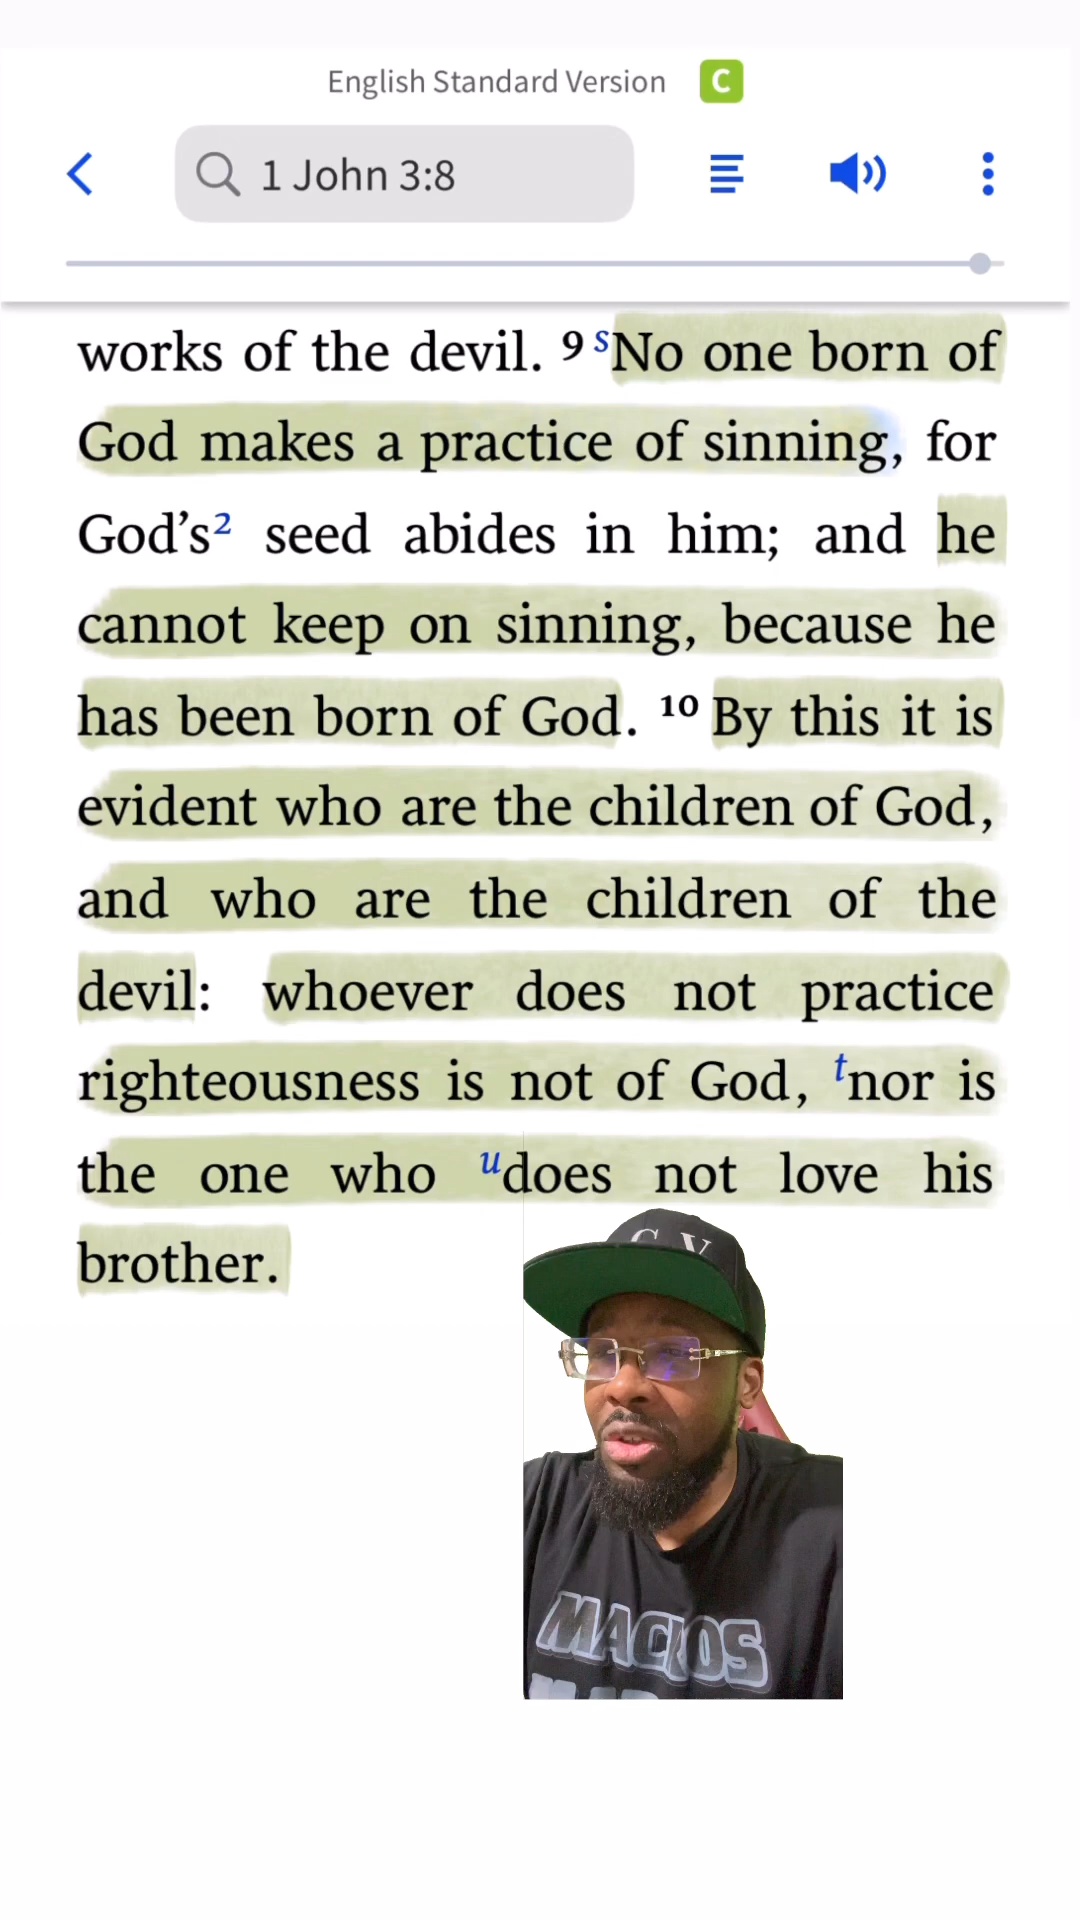 English Standard Version C
1 John 3:8
works of the devil. 9 sNo one born of
God makes a practice of sinning, for
God’s2 seed abides in him; and he
cannot keep on sinning, because he
has been born of God. 10 By this it is
evident who are the children of God,
and who are the children of the
devil: whoever does not practice
righteousness is not of God, tnor is
the one who udoes not love his
brother.
C V